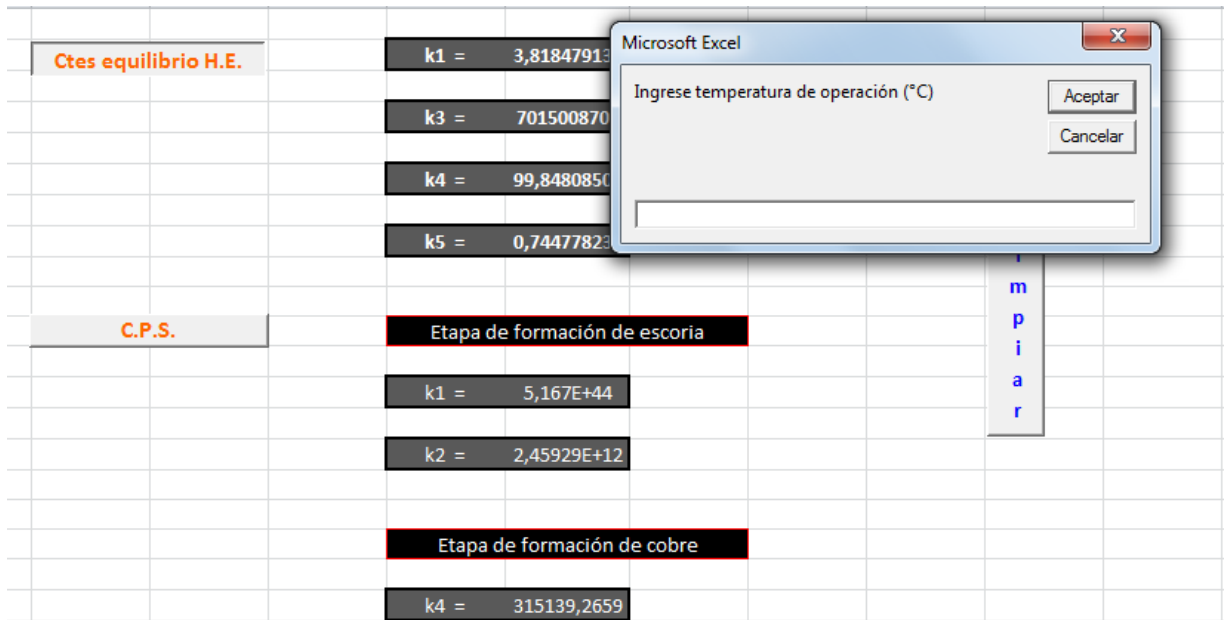 Ctes equilibrio H.E.
k1 = 3,81847913
k3 = 701500870
k4 = 99,8480850
k5 = 0,74477823
Microsoft Excel
Ingrese temperatura de operación (°C)
Aceptar
Cancelar
m
p
i
a
r
C.P.S.
Etapa de formación de escoria
k1 = 5,167E+44
k2 = 2,45929E+12
Etapa de formación de cobre
k4 = 315139,2659